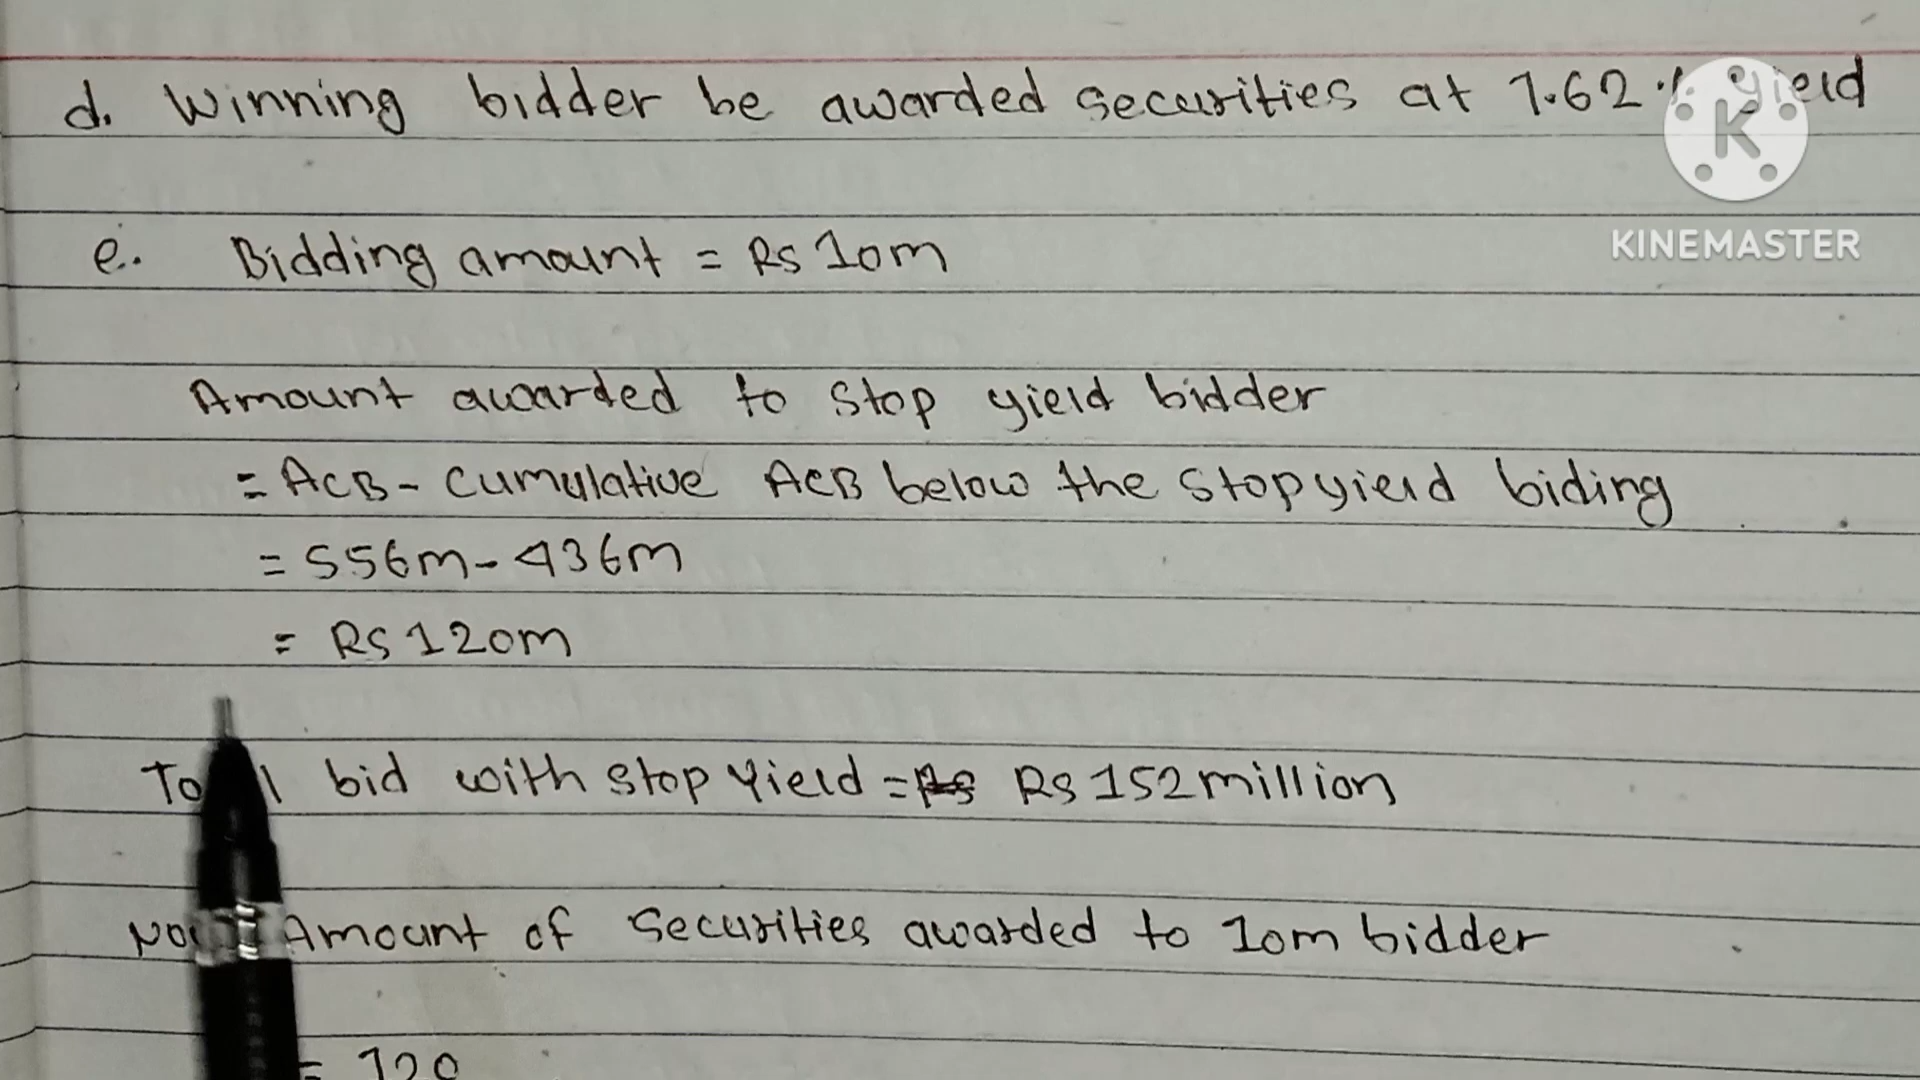 d. Winning bidder be awarded securities at 7.62 % yield
K
KINEMASTER
e. Bidding amount = Rs 10m
Amount awarded to stop yield bidder
= ACB - cumulative ACB below the stop yield biding
= 556m - 436m
= Rs 120m
bid with stop Yield = Rs 152 million
Amount of securities awarded to 10m bidder
= 120